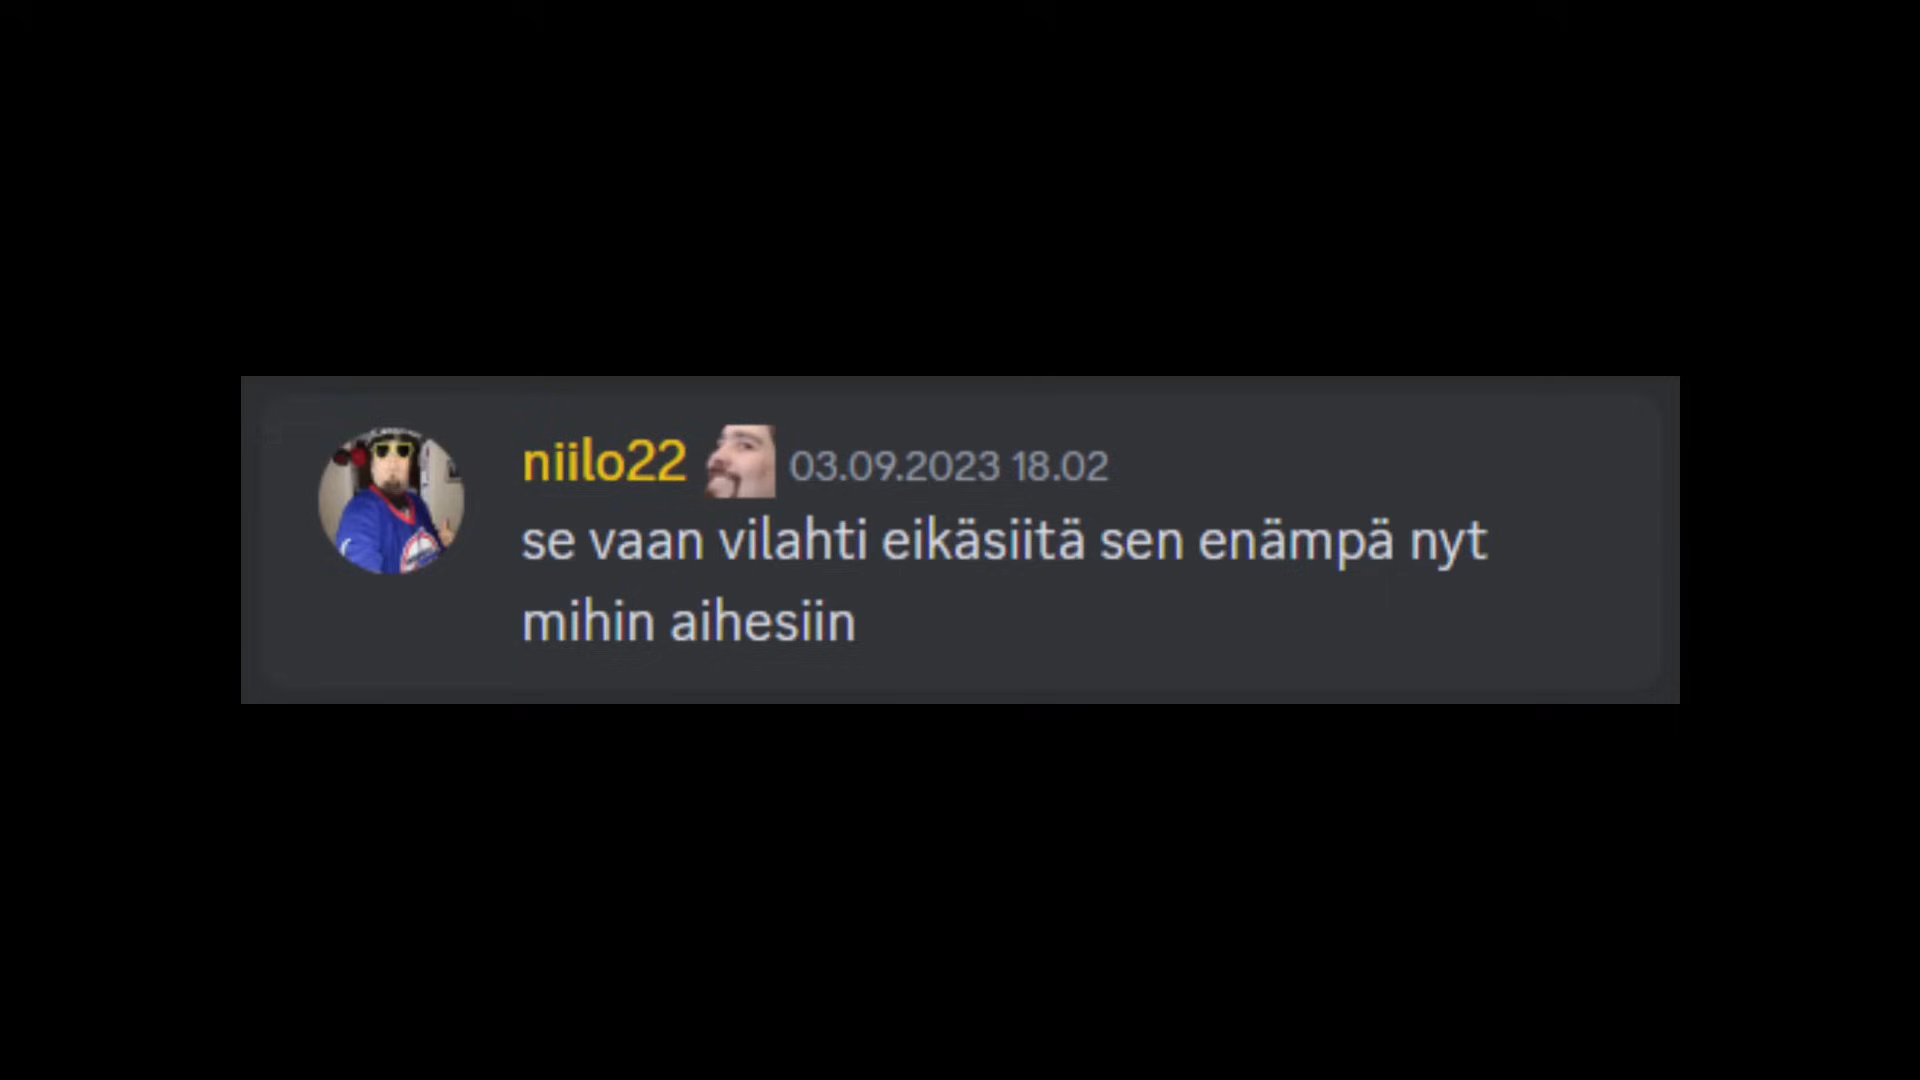 niilo22 03.09.2023 18.02
se vaan vilahti eikäsiitä sen enämpä nyt
mihin aihesiin